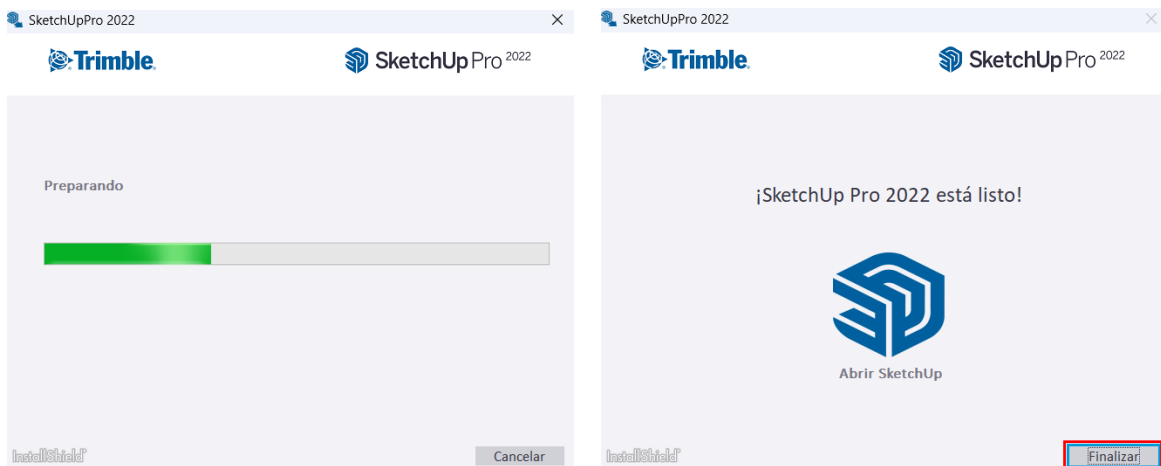 SketchUpPro 2022
Trimble.
SketchUp Pro 2022
Preparando
InstallShield
Cancelar
SketchUpPro 2022
Trimble.
SketchUp Pro 2022
¡SketchUp Pro 2022 está listo!
Abrir SketchUp
InstallShield
Finalizar